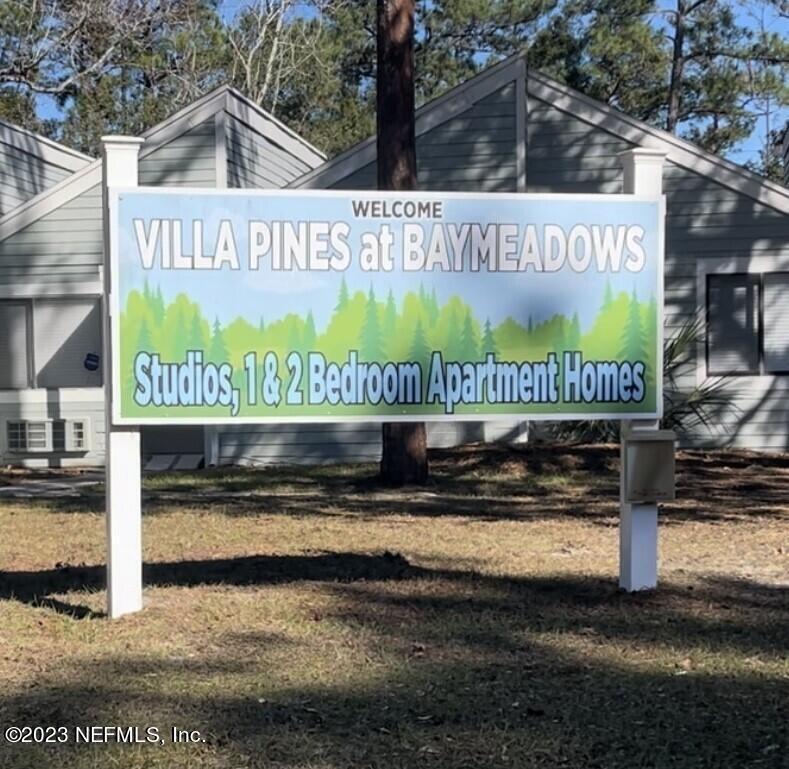 WELCOME
VILLA PINES at BAYMEADOWS
Studios, 1 & 2 Bedroom Apartment Homes
©2023 NEFMLS, Inc.